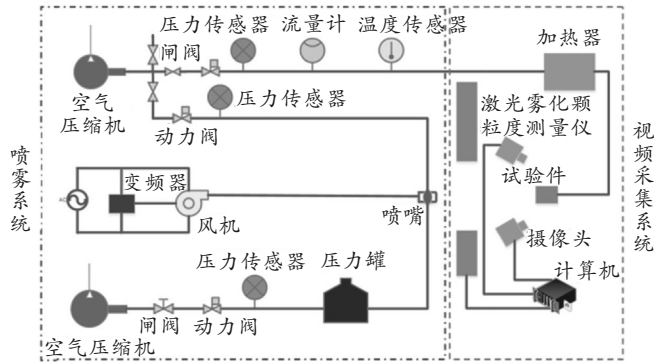 压力传感器 流量计 温度传感器
闸阀
加热器
空气
压缩机
压力传感器
激光雾化颗
粒度测量仪
动力阀
喷雾系统
视频采集系统
变频器
试验件
AC
风机
喷嘴
摄像头
压力传感器 压力罐
计算机
闸阀 动力阀
空气压缩机